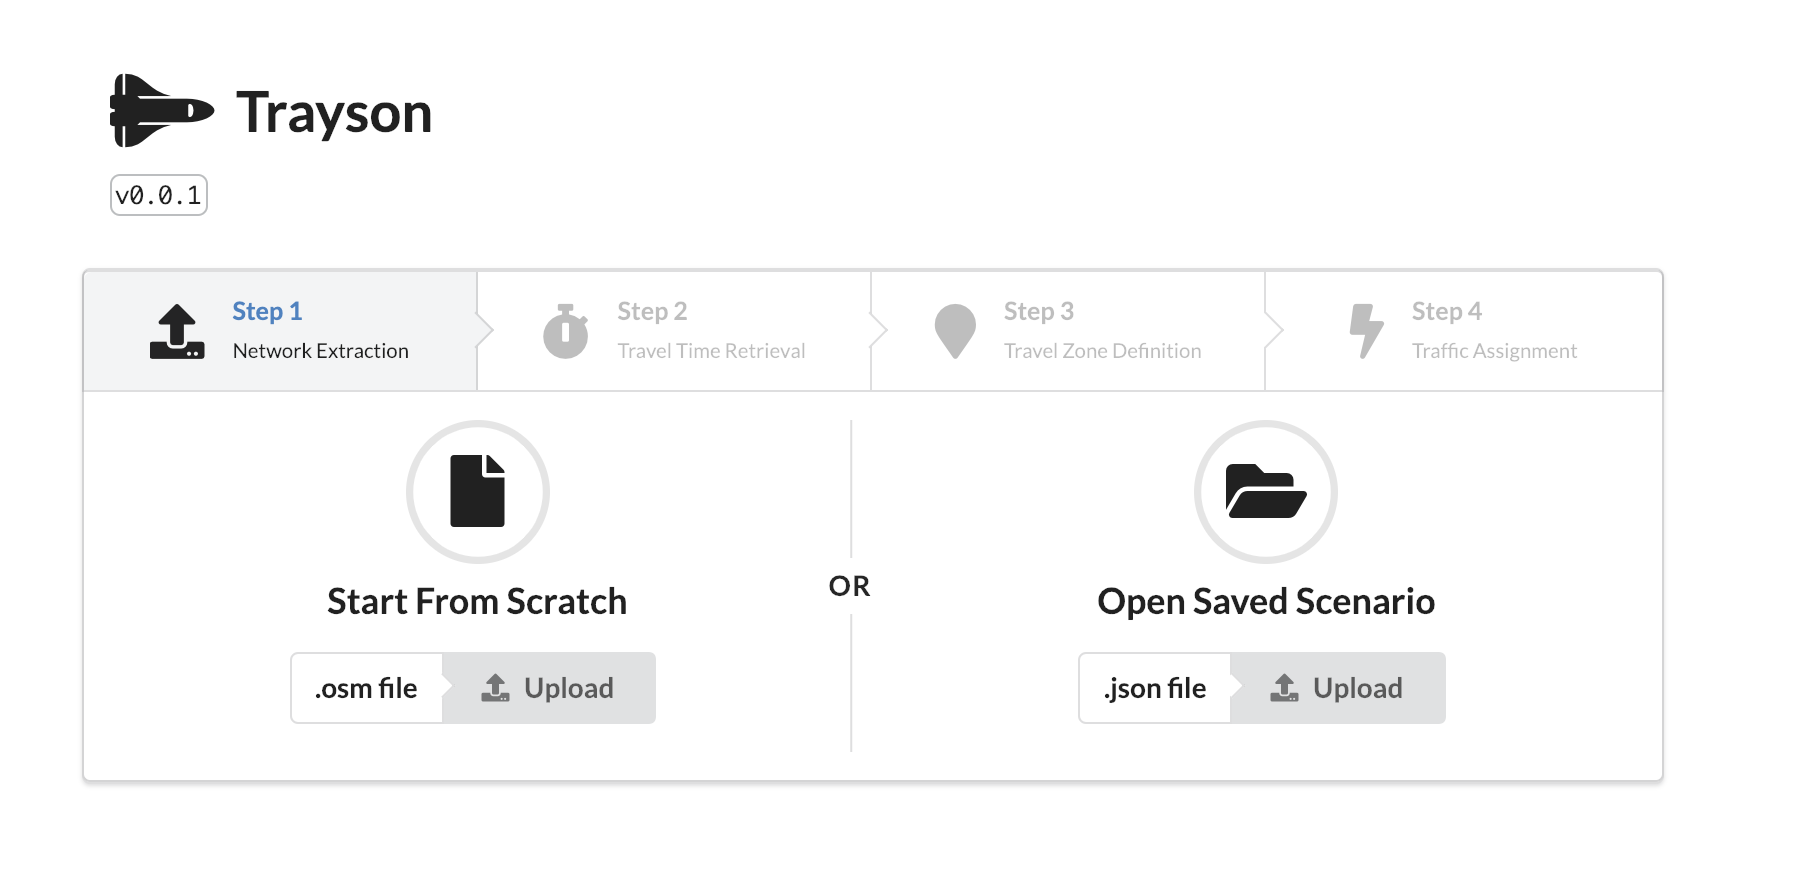 Trayson
v0.0.1
Step 1
Network Extraction
Step 2
Travel Time Retrieval
Step 3
Travel Zone Definition
Step 4
Traffic Assignment
Start From Scratch
.osm file
Upload
OR
Open Saved Scenario
.json file
Upload